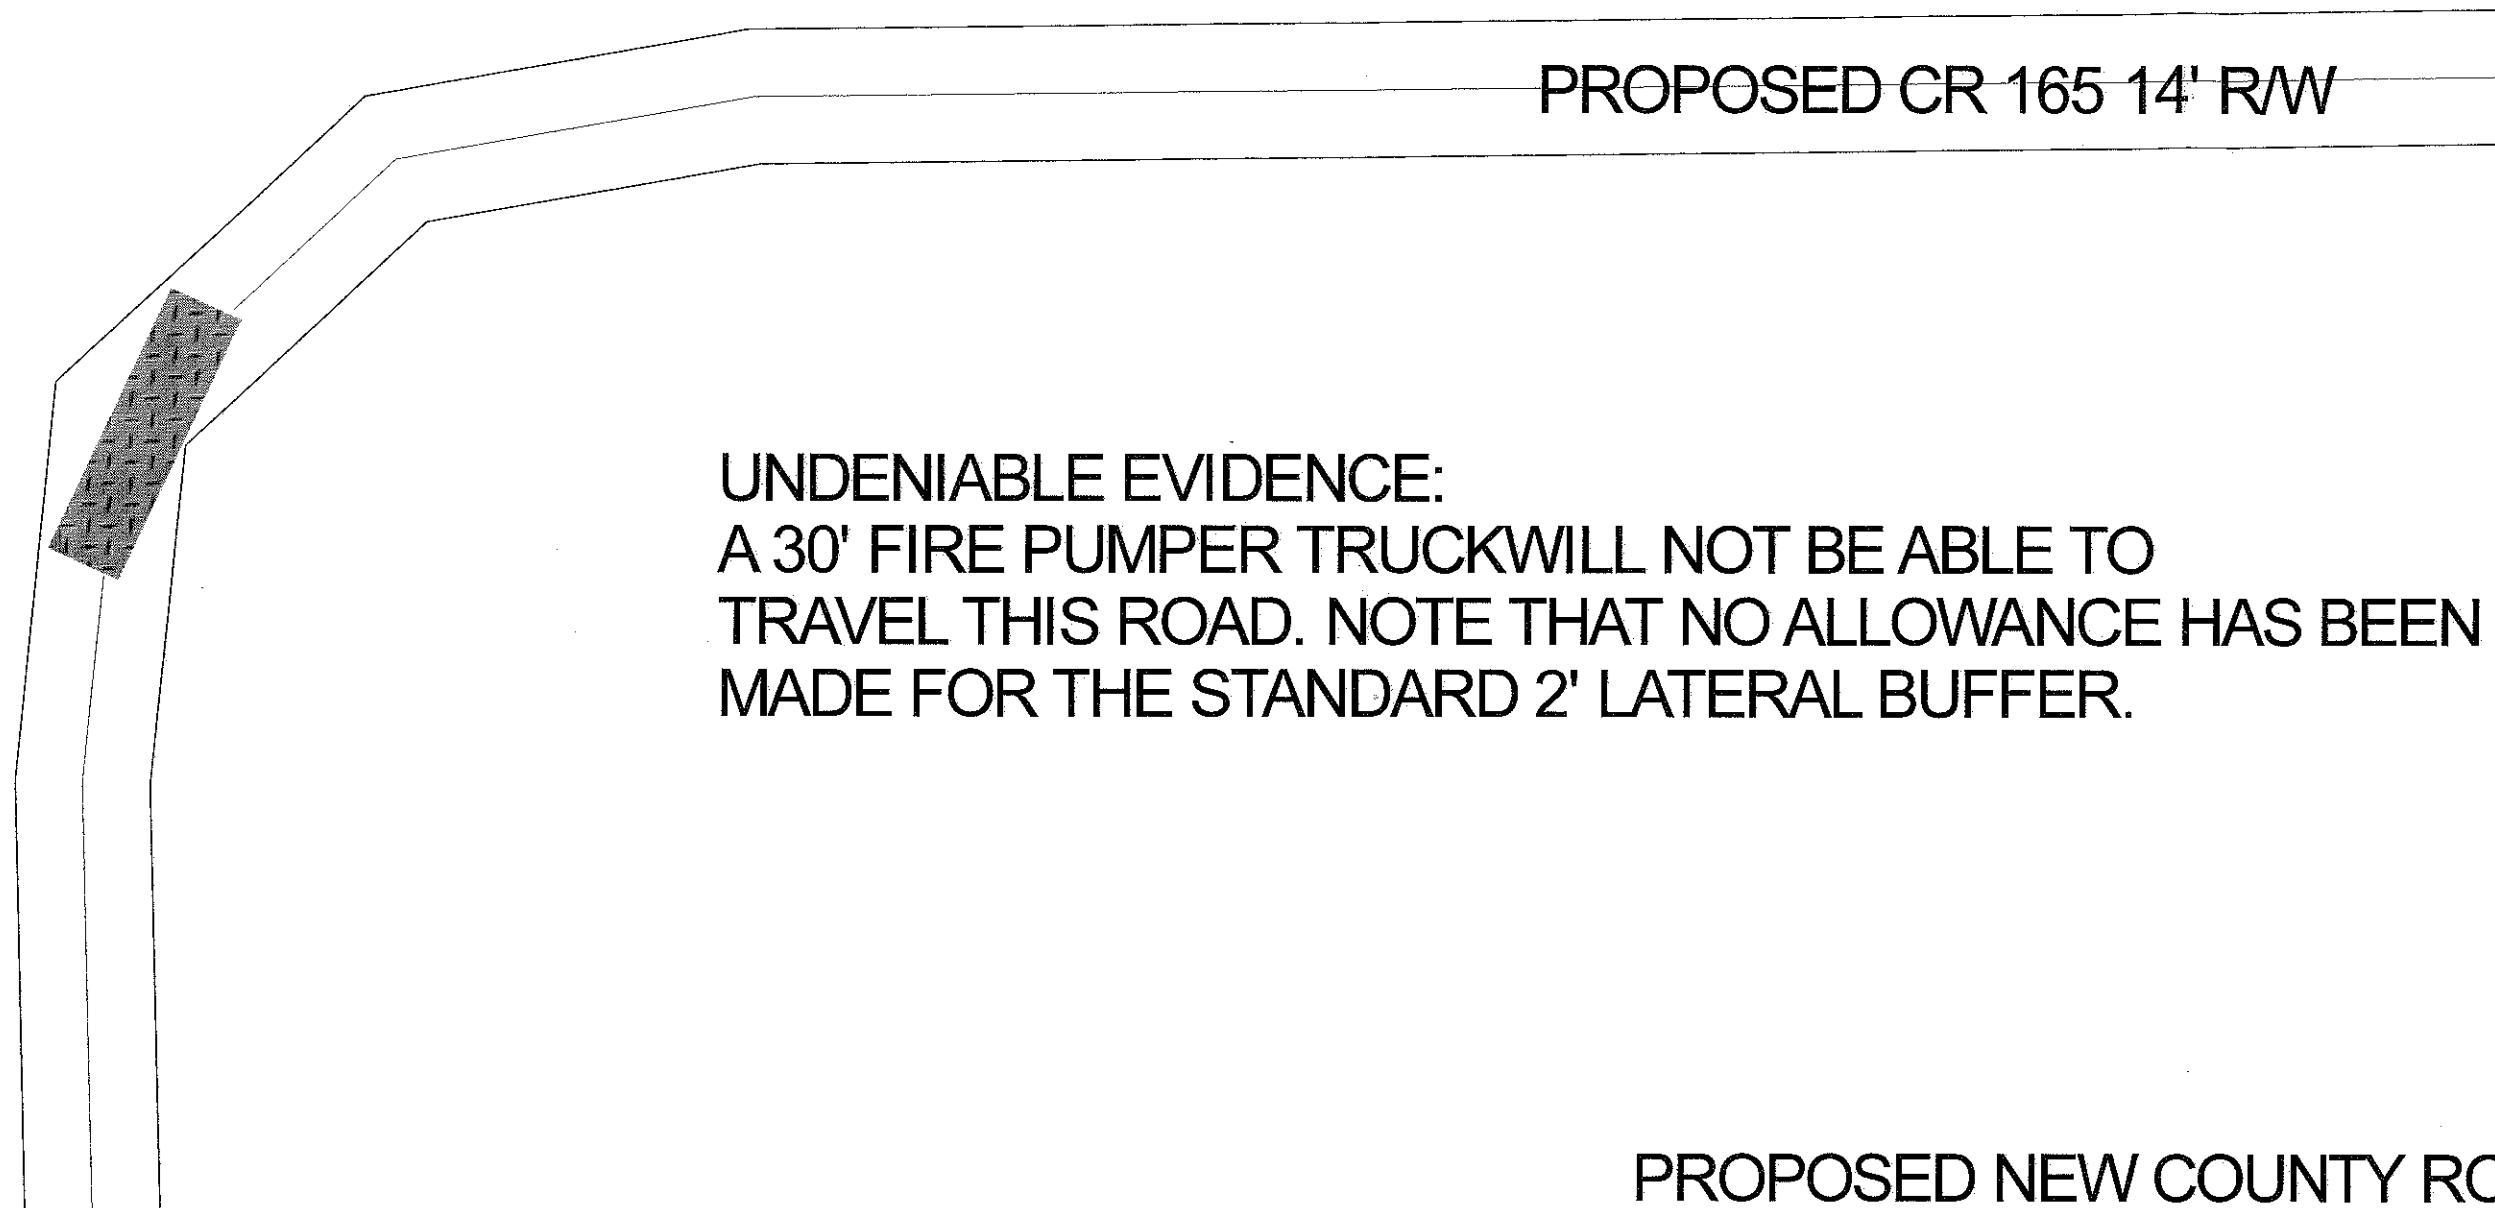 PROPOSED CR 165 14' R/W
UNDENIABLE EVIDENCE:
A 30' FIRE PUMPER TRUCKWILL NOT BE ABLE TO
TRAVEL THIS ROAD. NOTE THAT NO ALLOWANCE HAS BEEN
MADE FOR THE STANDARD 2' LATERAL BUFFER.
PROPOSED NEW COUNTY